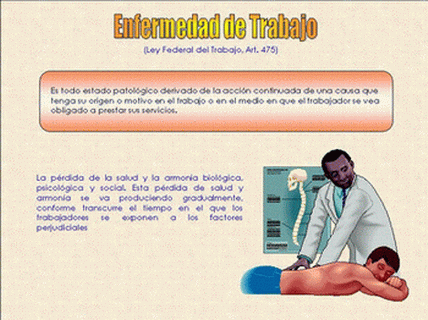 Enfermedad de Trabajo
(Ley Federal del Trabajo, Art. 475)
Es todo estado patológico derivado de la acción continuada de una causa que
tenga su origen o motivo en el trabajo o en el medio en que el trabajador se vea
obligado a prestar sus servicios.
La pérdida de la salud y la armonía biológica,
psicológica y social. Esta pérdida de salud y
armonía se va produciendo gradualmente,
conforme transcurre el tiempo en el que los
trabajadores se exponen a los factores
perjudiciales